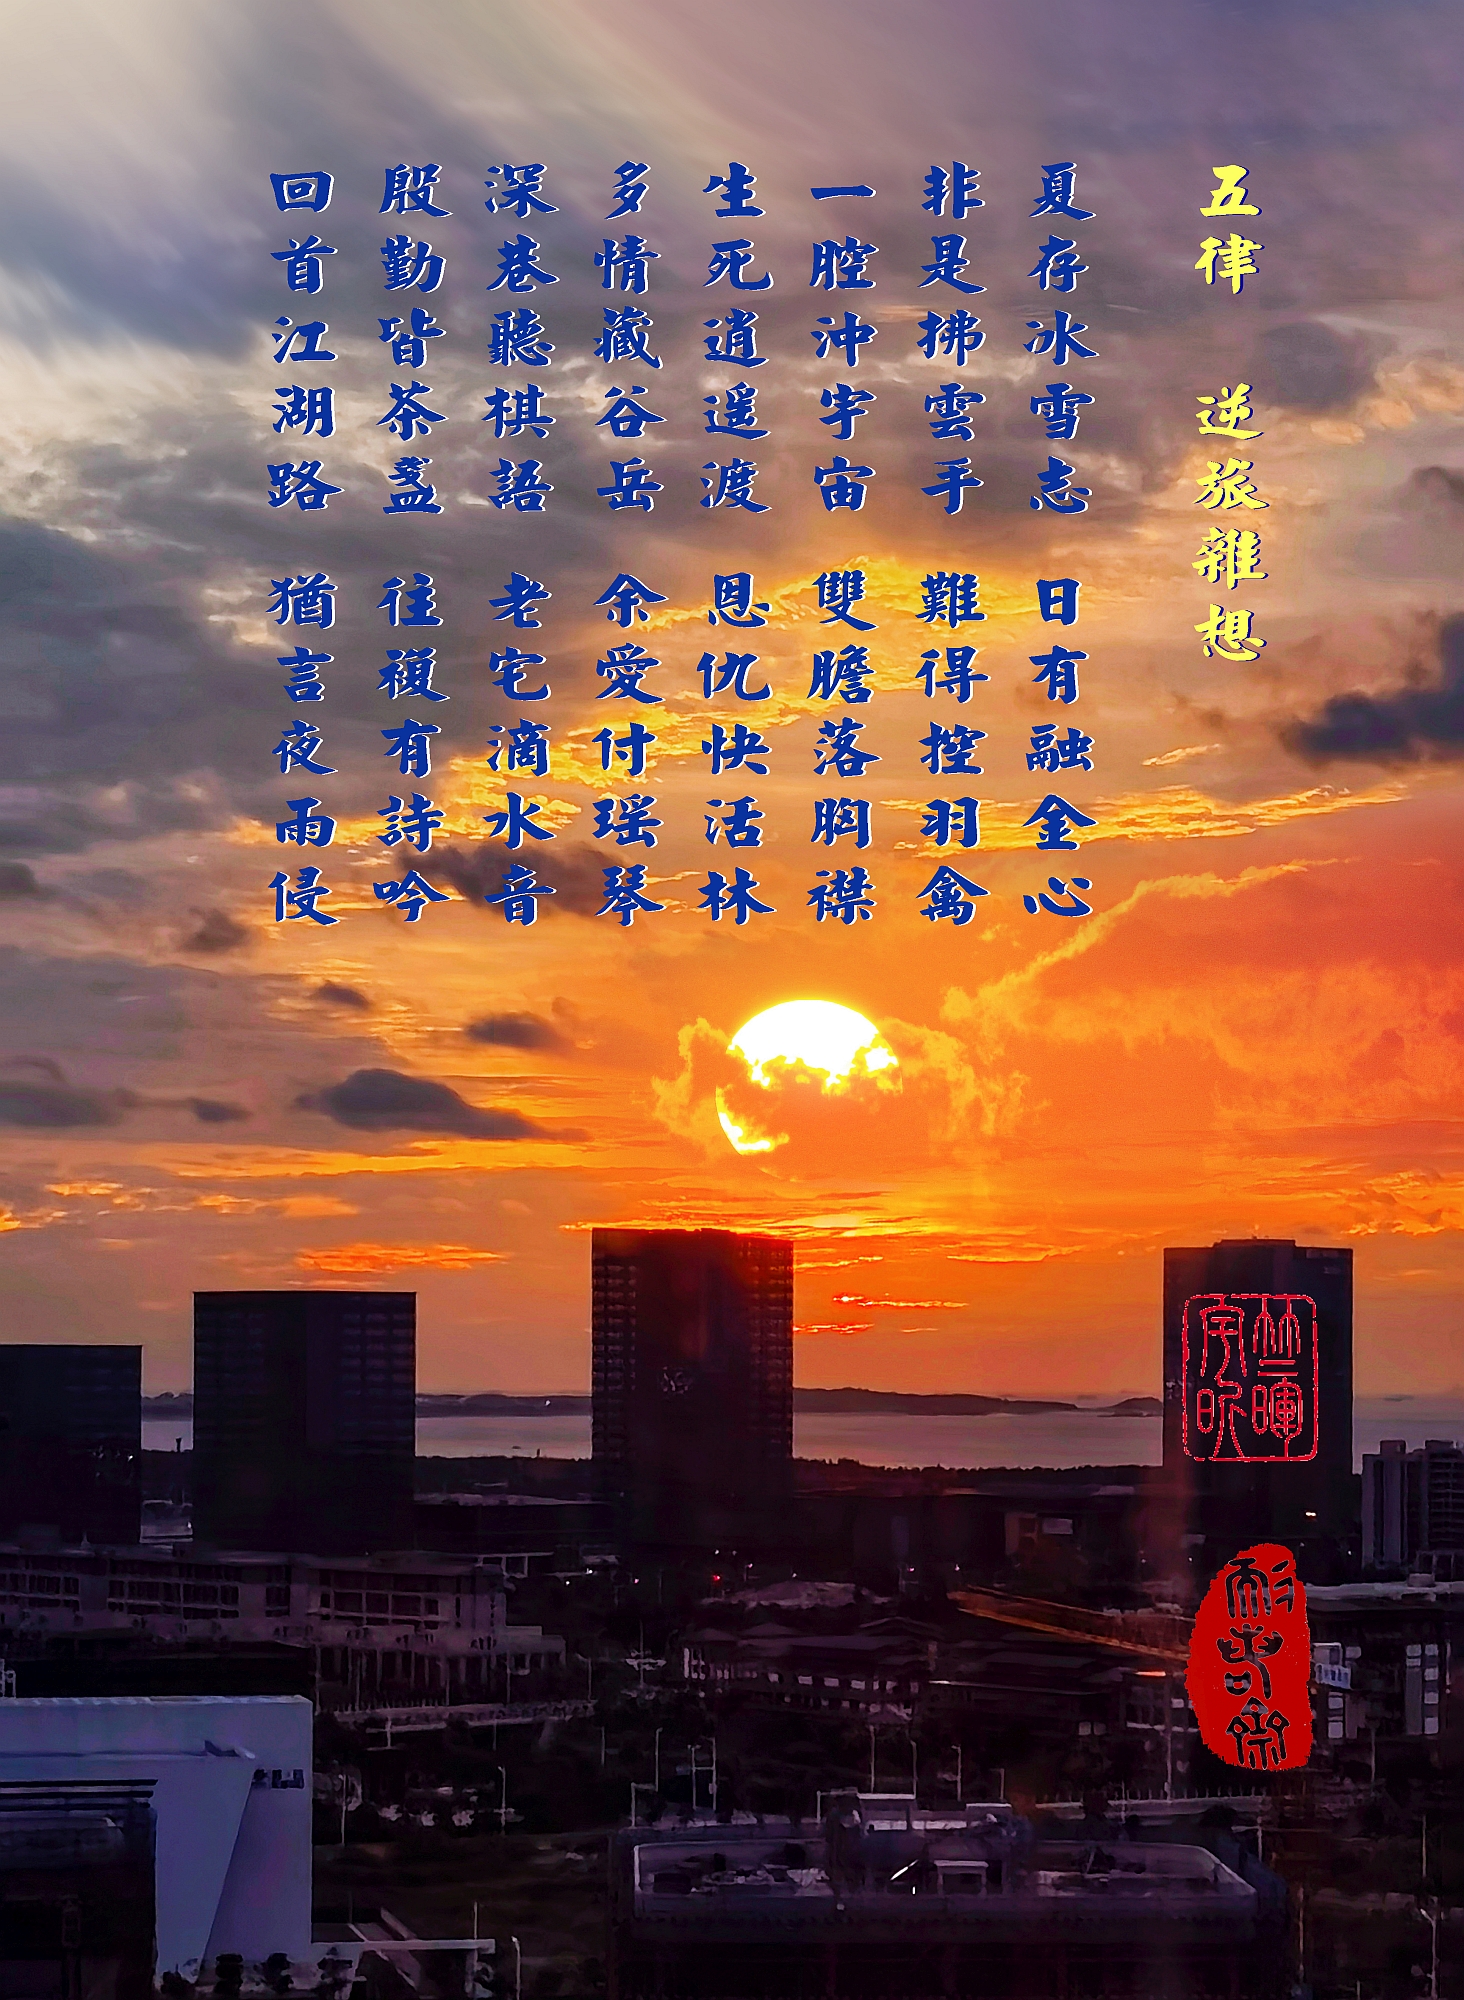 五律 逆旅雜想
夏存冰雪志 日有融金心
非是拂雲手 難得控羽禽
一腔沖宇宙 雙膽落胸襟
生死逍遥渡 恩仇快活林
多情藏谷岳 余愛付瑶琴
深巷聽棋語 老宅滴水音
殷勤皆茶盞 往複有詩吟
回首江湖路 猶言夜雨侵